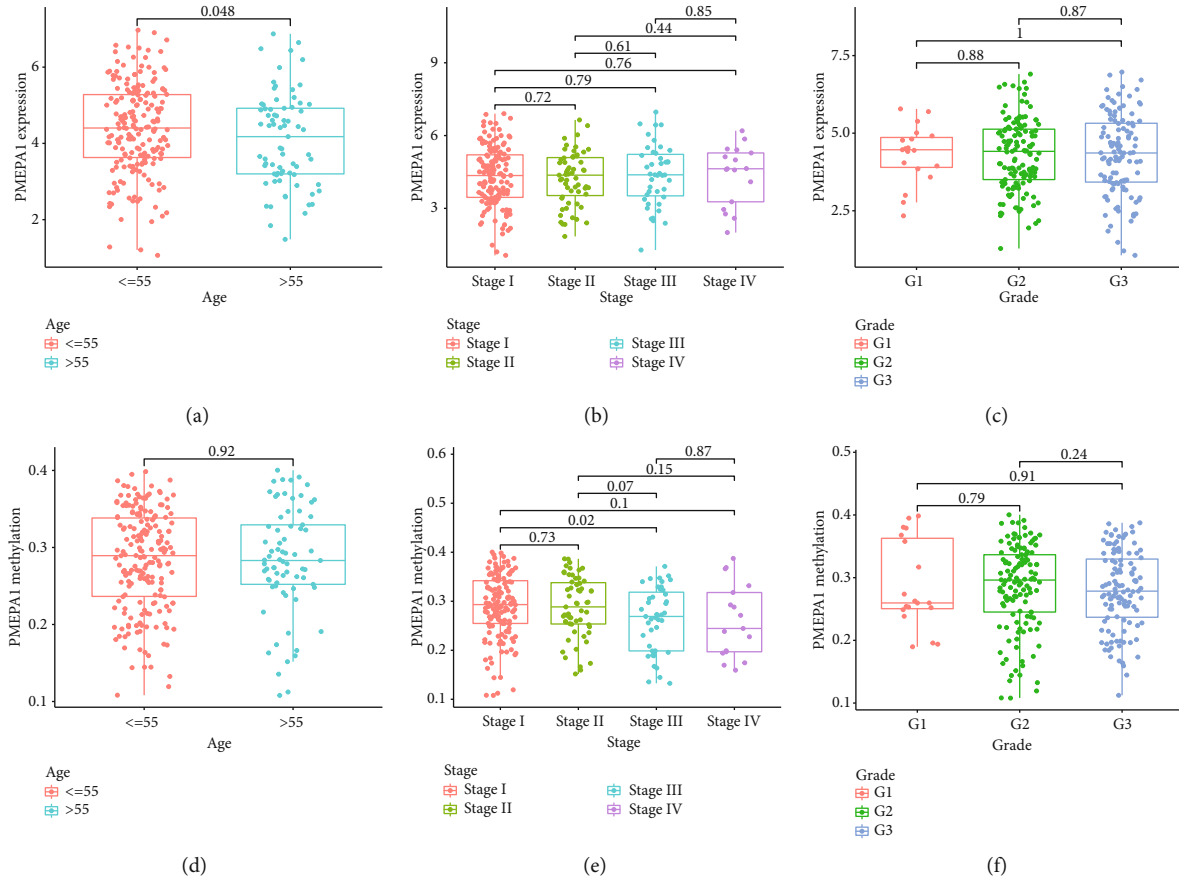 0.048
6
4
2
PMEPA1 expression
<=55
>55
Age
Age
<=55
>55
(a)
0.85
0.44
0.61
0.76
0.79
0.72
9
6
3
PMEPA1 expression
Stage I
Stage II
Stage III
Stage IV
Stage
Stage
Stage I
Stage III
Stage II
Stage IV
(b)
0.87
1
0.88
7.5
5.0
2.5
PMEPA1 expression
G1
G2
G3
Grade
Grade
G1
G2
G3
(c)
0.92
0.4
0.3
0.2
0.1
PMEPA1 methylation
<=55
>55
Age
Age
<=55
>55
(d)
0.87
0.15
0.07
0.1
0.02
0.73
0.6
0.5
0.4
0.3
0.2
0.1
PMEPA1 methylation
Stage I
Stage II
Stage III
Stage IV
Stage
Stage
Stage I
Stage III
Stage II
Stage IV
(e)
0.24
0.91
0.79
0.5
0.4
0.3
0.2
0.1
PMEPA1 methylation
G1
G2
G3
Grade
Grade
G1
G2
G3
(f)